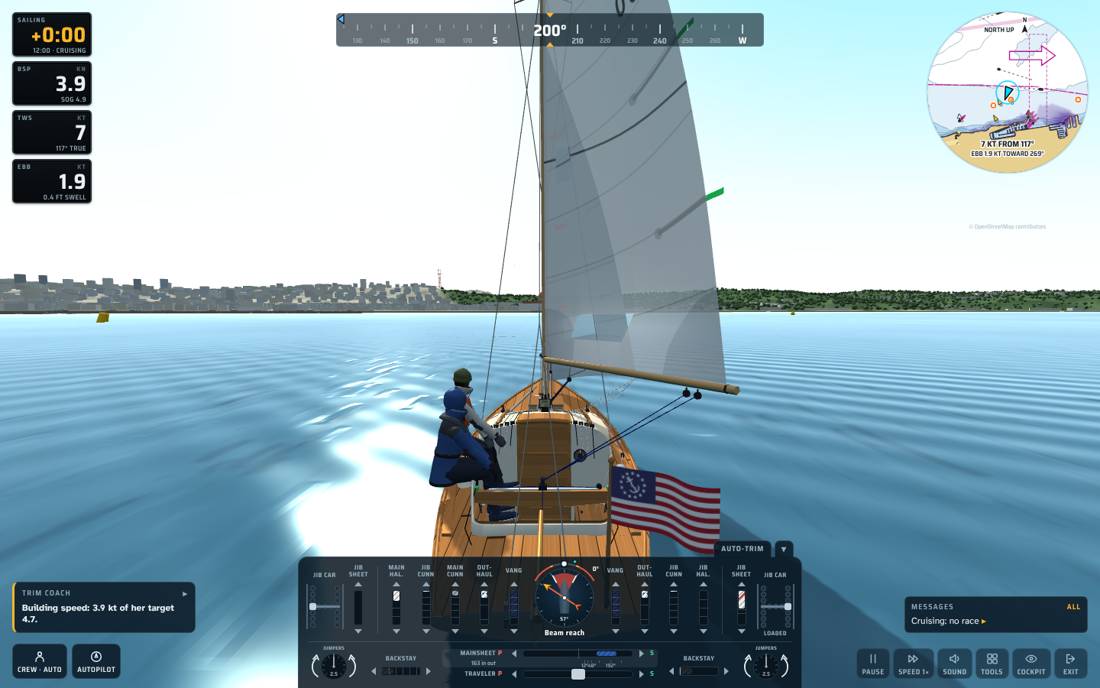 SAILING
+0:00
12:00 · CRUISING
BSP KN
3.9
SOG 4.9
TWS KT
7
117° TRUE
EBB KT
1.9
0.4 FT SWELL
130 140 150 160 170 S 200° 210 220 230 240 250 260 W
NORTH UP
N
7 KT FROM 117°
EBB 1.9 KT TOWARD 269°
© OpenStreetMap contributors
TRIM COACH
Building speed: 3.9 kt of her target 
4.7.
CREW · AUTO
AUTOPILOT
AUTO-TRIM
JIB CAR
JIB SHEET
MAIN HAL.
JIB CUNN
MAIN CUNN
OUT-HAUL
VANG
0°
57°
Beam reach
VANG
OUT-HAUL
JIB CUNN
JIB HAL.
JIB SHEET
JIB CAR
LOADED
JUMPERS
2.5
BACKSTAY
MAINSHEET P S
163 in out
TRAVELER P S
BACKSTAY
JUMPERS
2.5
MESSAGES ALL
Cruising: no race
PAUSE
SPEED 1×
SOUND
TOOLS
COCKPIT
EXIT